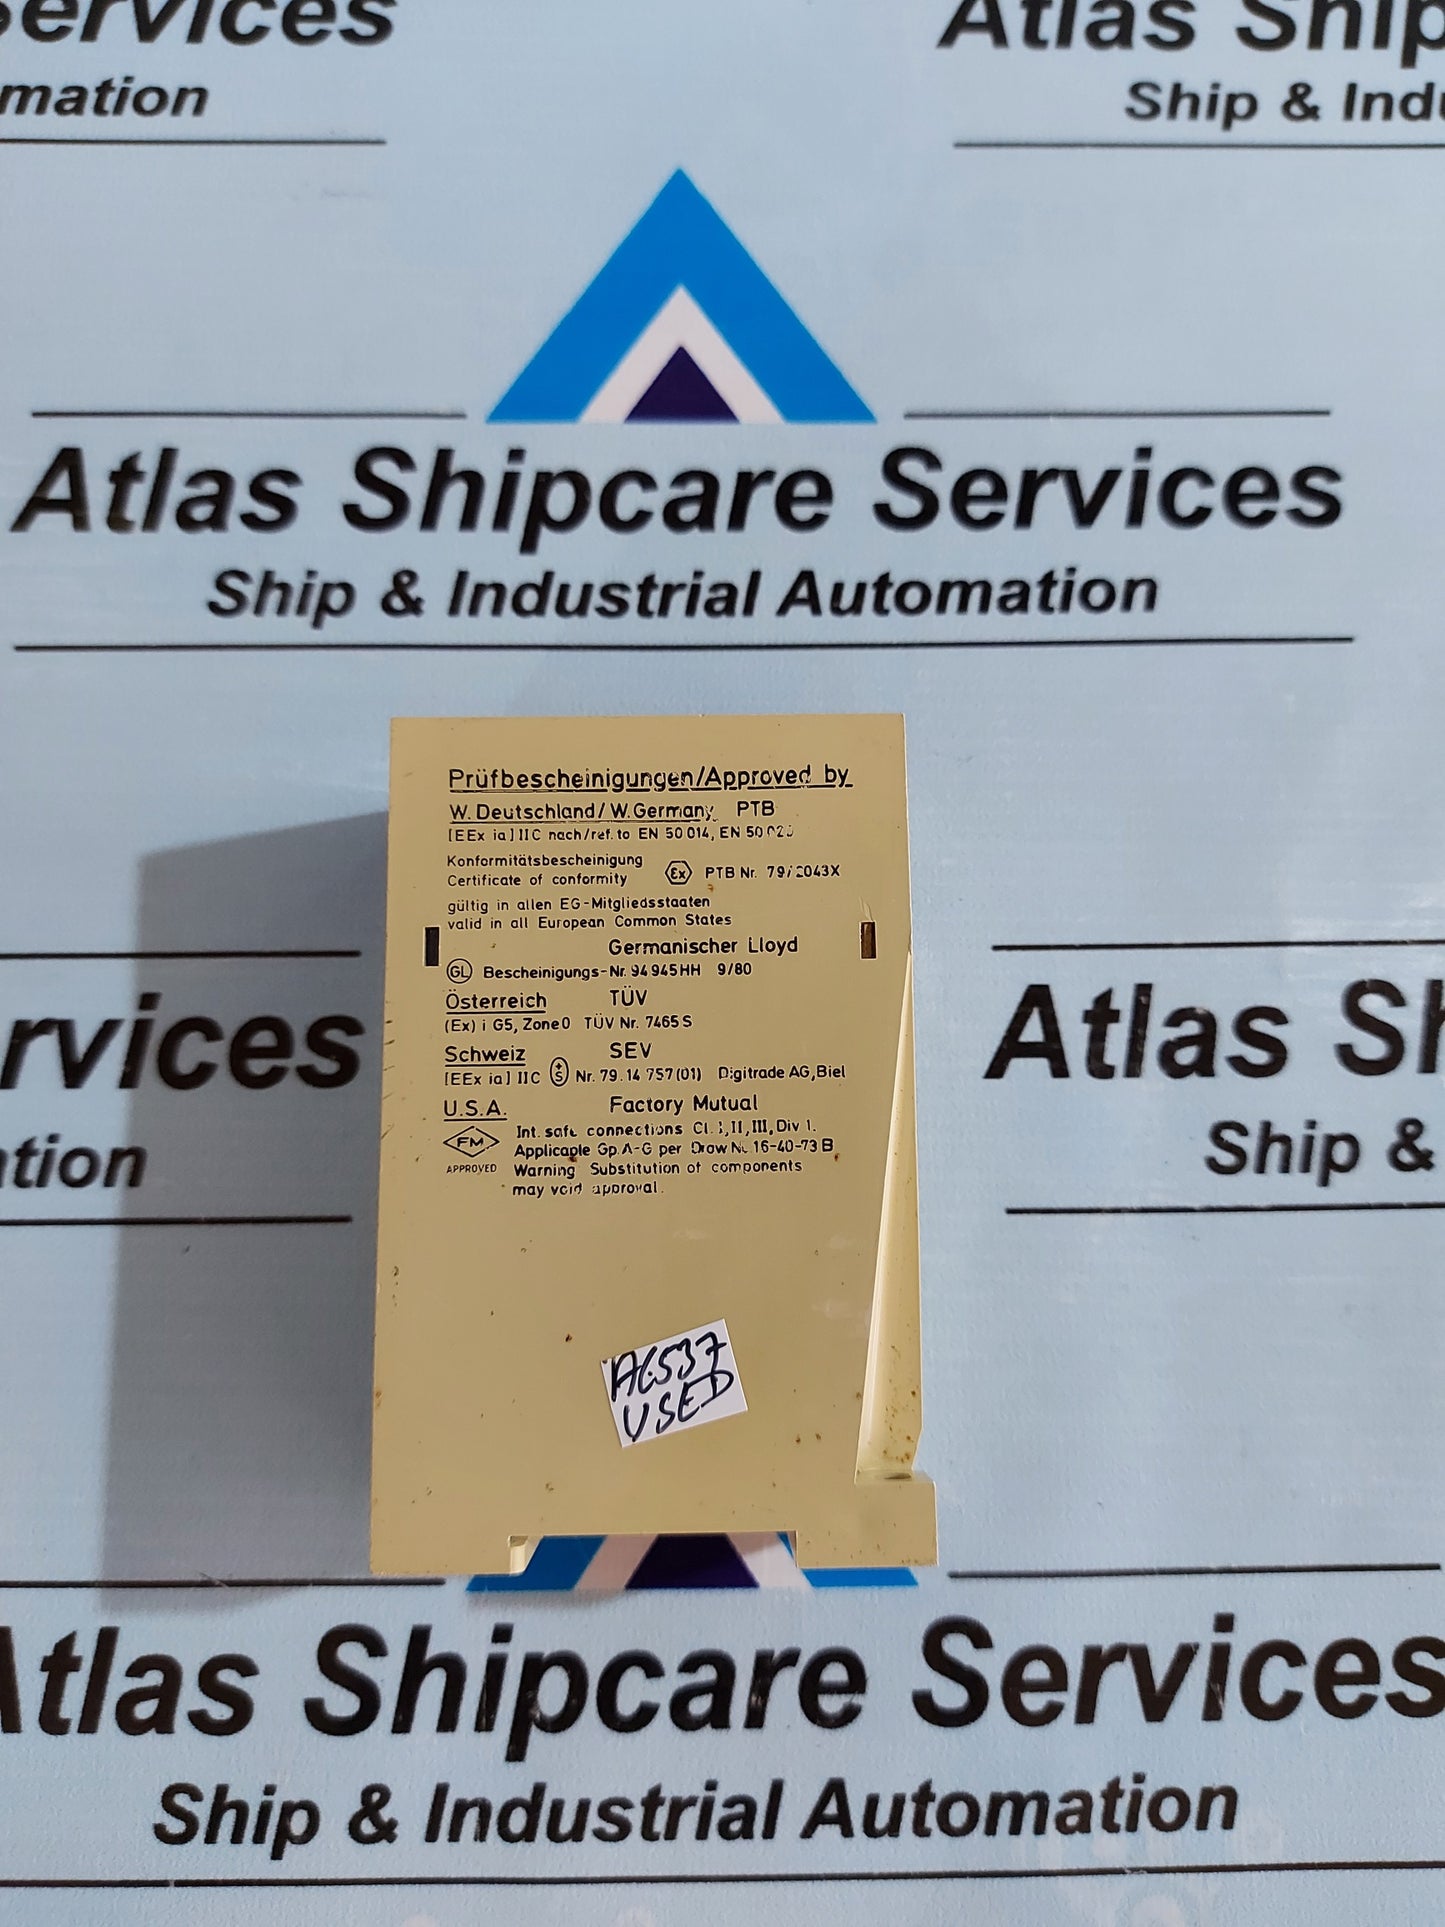 ervices
mation
Atlas Ship
Ship & Indu
Atlas Shipcare Services
Ship & Industrial Automation
Prüfbescheinigungen/Approved by
W. Deutschland/W. Germany PTB
[EEx ia] IIC nach/ref. to EN 50 014, EN
Konformitätsbescheinigung
Certificate of conformity
Ex PTB Nr.
gültig in allen EG-Mitgliedsstaaten
valid in all European Common States
Germanischer Lloyd
GL Bescheinigungs-Nr. 94 945 HH 9/80
Österreich TÜV
(Ex) i G5, Zone 0 TÜV Nr. 7465 S
Schweiz SEV
[EEx ia] IIC +S Nr. 79.14 757 (01) Digitrade AG, Biel
U.S.A. Factory Mutual
FM
APPROVED
Int. safe connections Cl. I, II, III, Div 1.
Applicable Gp. A-G per Draw No. 16-40-73 B
Warning Substitution of components
may void approval.
A6537
USED
rvices
ation
Atlas Sh
Ship &
Atlas Shipcare Services
Ship & Industrial Automation